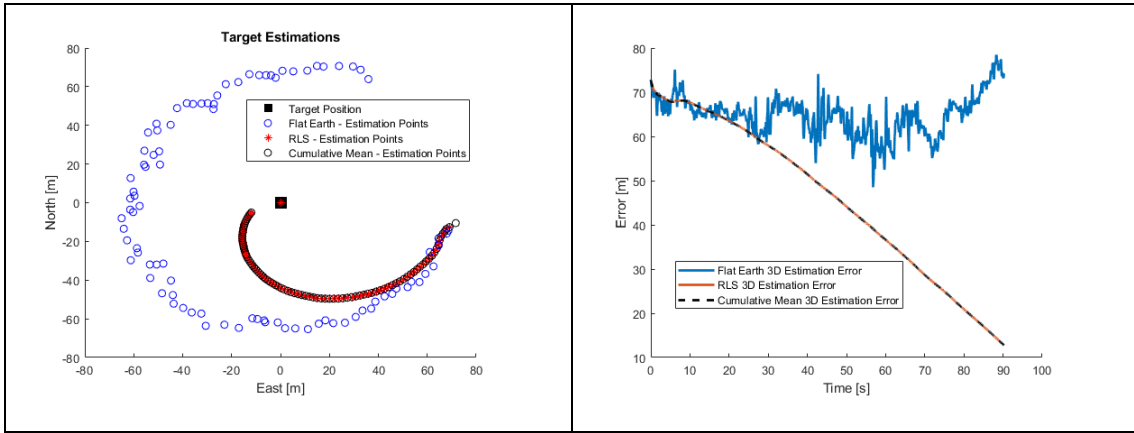 Target Estimations
80
60
40
20
0
-20
-40
-60
-80
North [m]
-80 -60 -40 -20 0 20 40 60 80
East [m]
Target Position
Flat Earth - Estimation Points
RLS - Estimation Points
Cumulative Mean - Estimation Points
80
70
60
50
40
30
20
10
Error [m]
0 10 20 30 40 50 60 70 80 90 100
Time [s]
Flat Earth 3D Estimation Error
RLS 3D Estimation Error
Cumulative Mean 3D Estimation Error